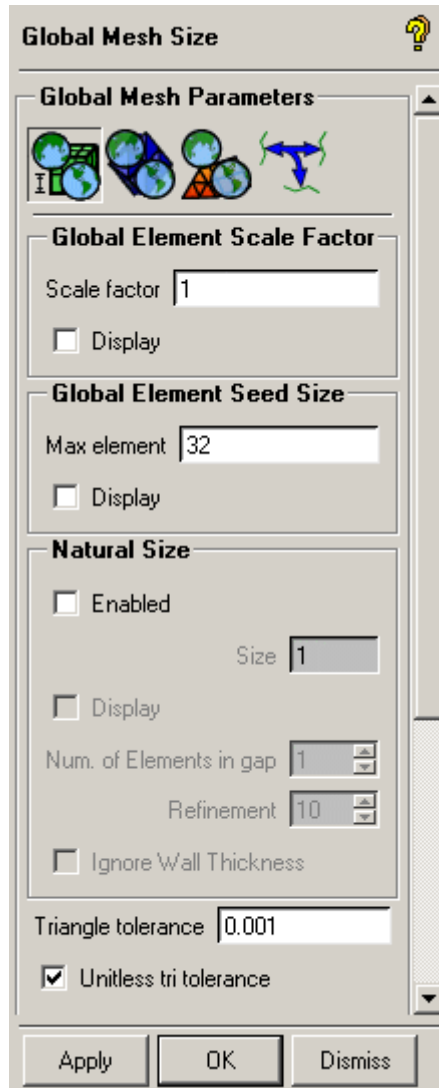 Global Mesh Size
Global Mesh Parameters
Global Element Scale Factor
Scale factor 1
Display
Global Element Seed Size
Max element 32
Display
Natural Size
Enabled
Size 1
Display
Num. of Elements in gap 1
Refinement 10
Ignore Wall Thickness
Triangle tolerance 0.001
Unitless tri tolerance
Apply OK Dismiss